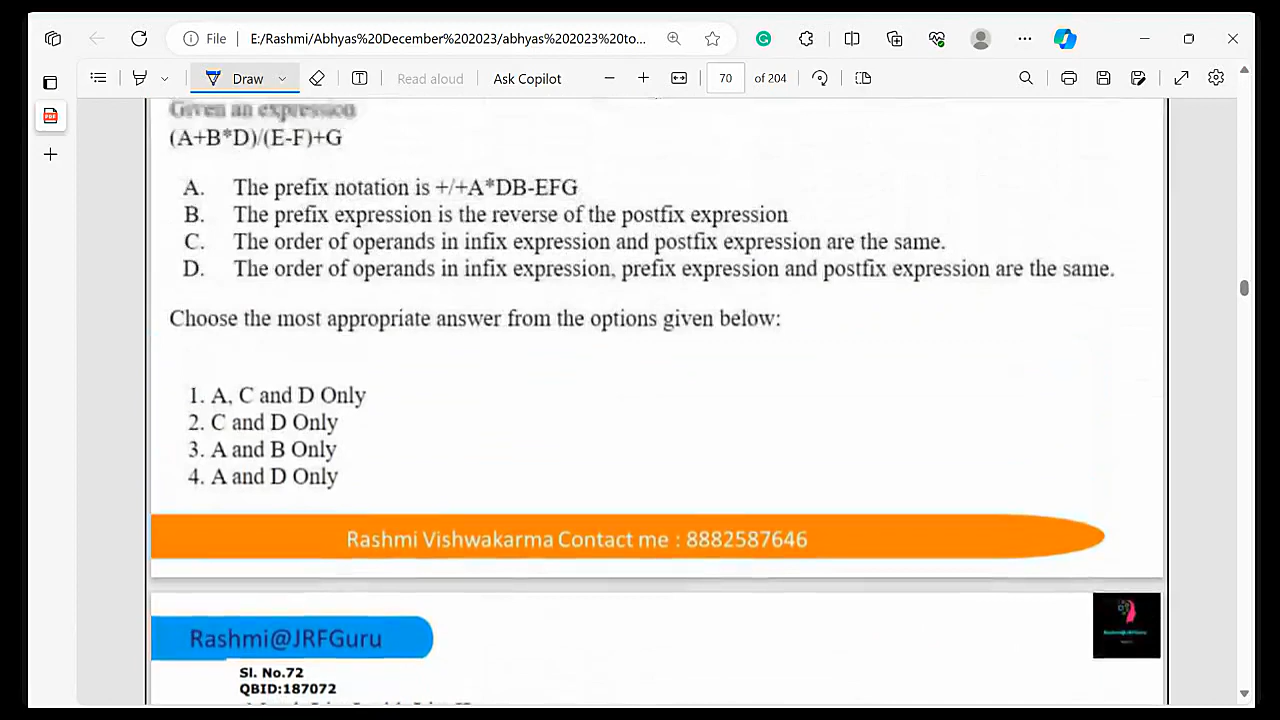 File E:/Rashmi/Abhyas%20December%202023/abhyas%202023%20to...
Draw Read aloud Ask Copilot 70 of 204
Given an expression
(A+B*D)/(E-F)+G
A. The prefix notation is +/+A*DB-EFG
B. The prefix expression is the reverse of the postfix expression
C. The order of operands in infix expression and postfix expression are the same.
D. The order of operands in infix expression, prefix expression and postfix expression are the same.
Choose the most appropriate answer from the options given below:
1. A, C and D Only
2. C and D Only
3. A and B Only
4. A and D Only
Rashmi Vishwakarma Contact me : 8882587646
Rashmi@JRFGuru
Sl. No.72
QBID:187072